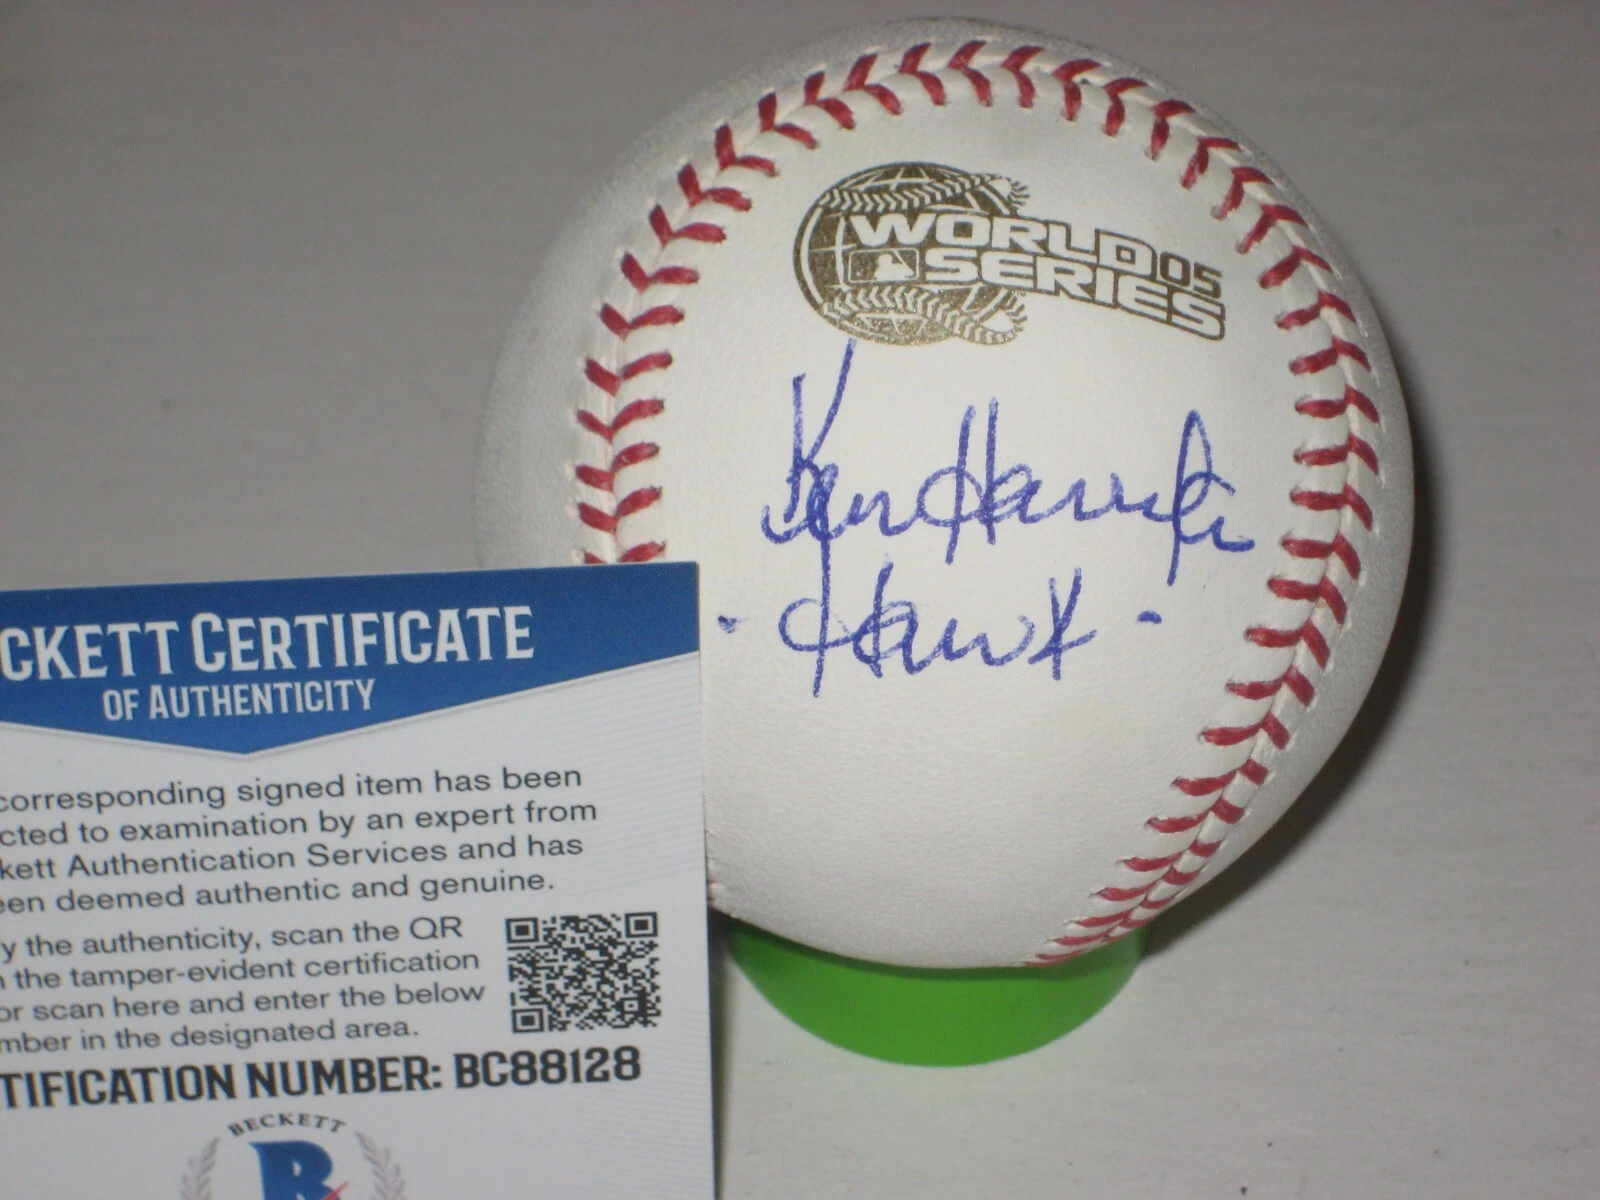 WORLD 05
SERIES
Ken Harrelson
· Hawk ·
CKETT CERTIFICATE
OF AUTHENTICITY
corresponding signed item has been
cted to examination by an expert from
kett Authentication Services and has
en deemed authentic and genuine.
y the authenticity, scan the QR
n the tamper-evident certification
or scan here and enter the below
mber in the designated area.
TIFICATION NUMBER: BC88128
BECKETT
B